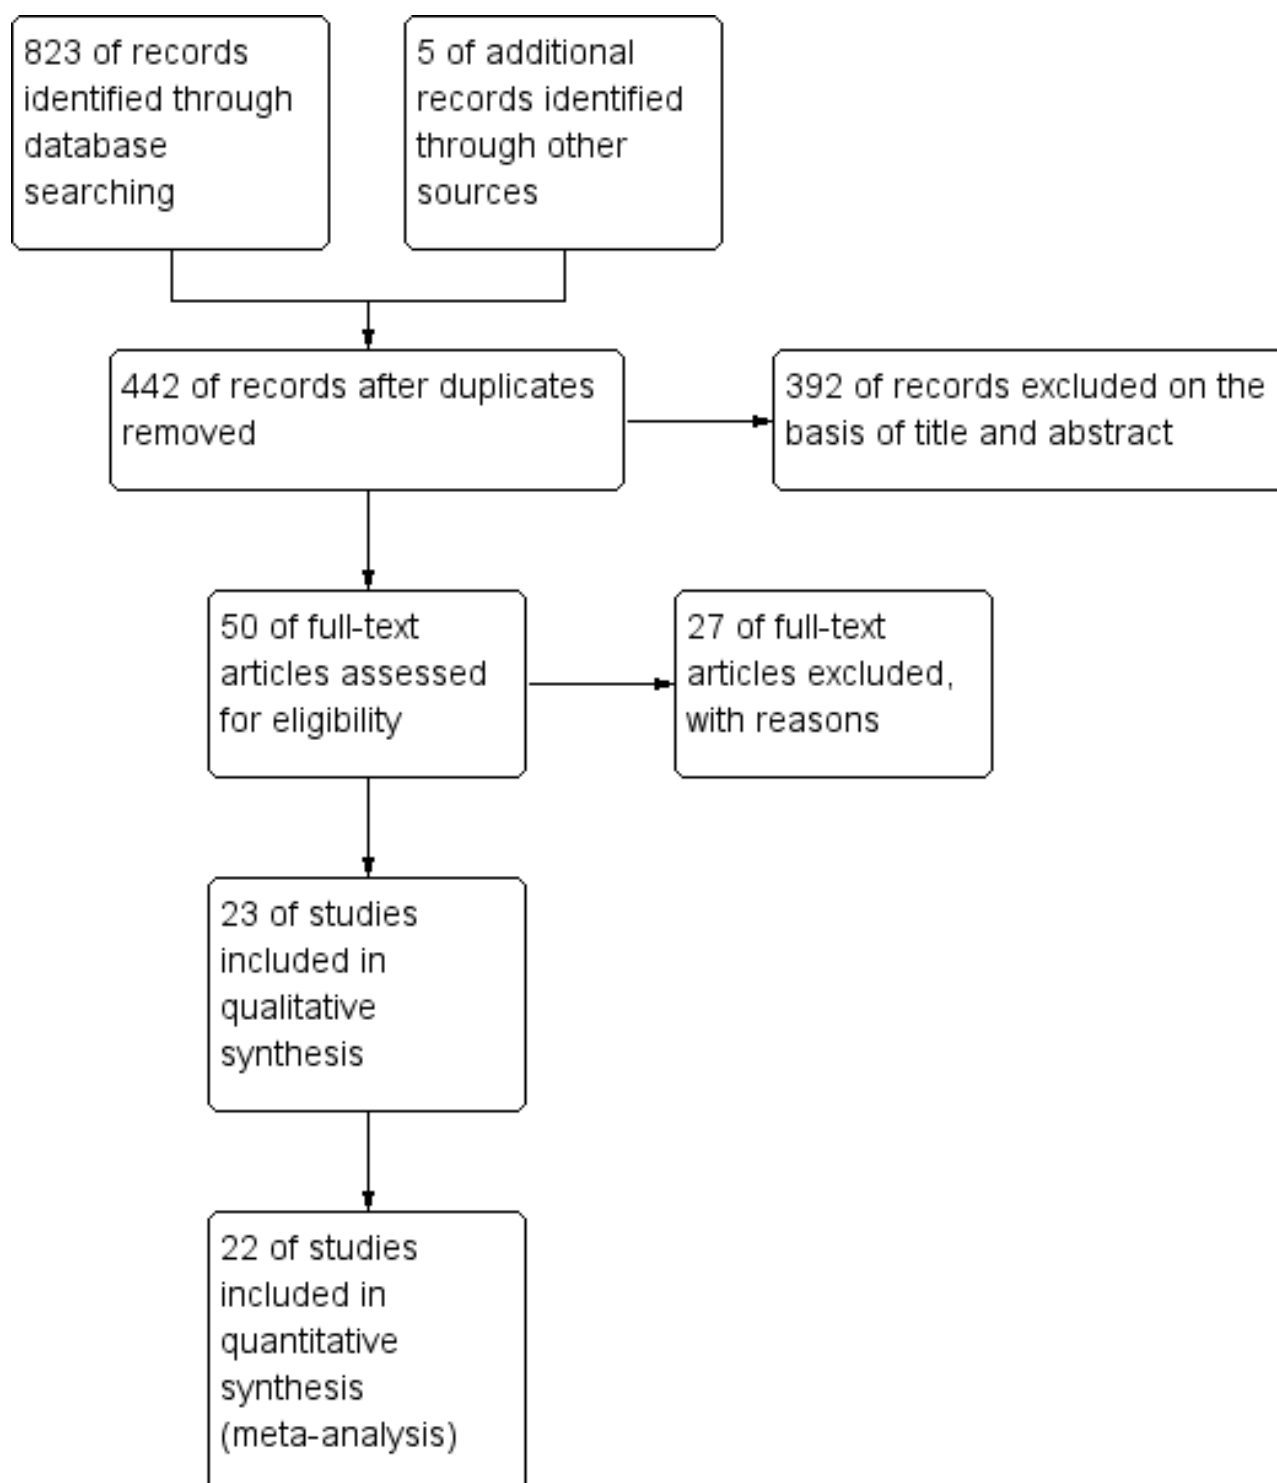 823 of records
identified through
database
searching
5 of additional
records identified
through other
sources
442 of records after duplicates
removed
392 of records excluded on the
basis of title and abstract
50 of full-text
articles assessed
for eligibility
27 of full-text
articles excluded,
with reasons
23 of studies
included in
qualitative
synthesis
22 of studies
included in
quantitative
synthesis
(meta-analysis)